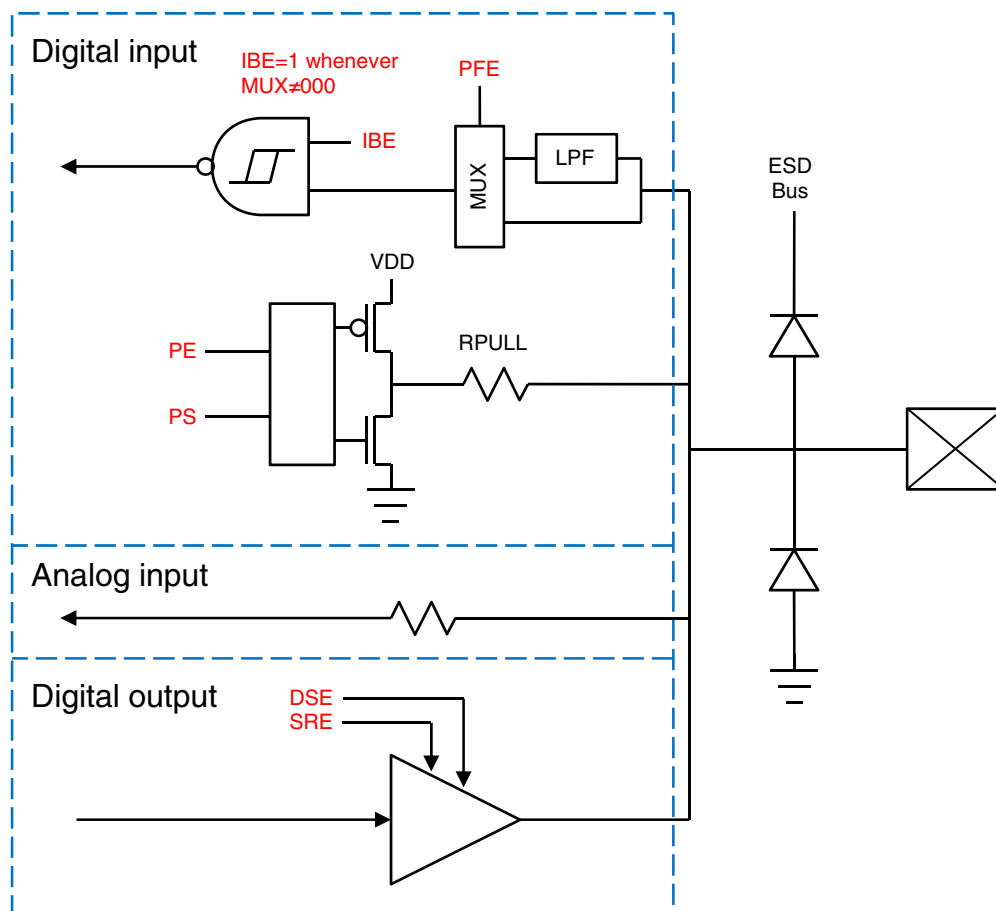 Digital input
IBE=1 whenever
MUX≠000
PFE
IBE
MUX
LPF
ESD
Bus
VDD
PE
RPULL
PS
Analog input
Digital output
DSE
SRE